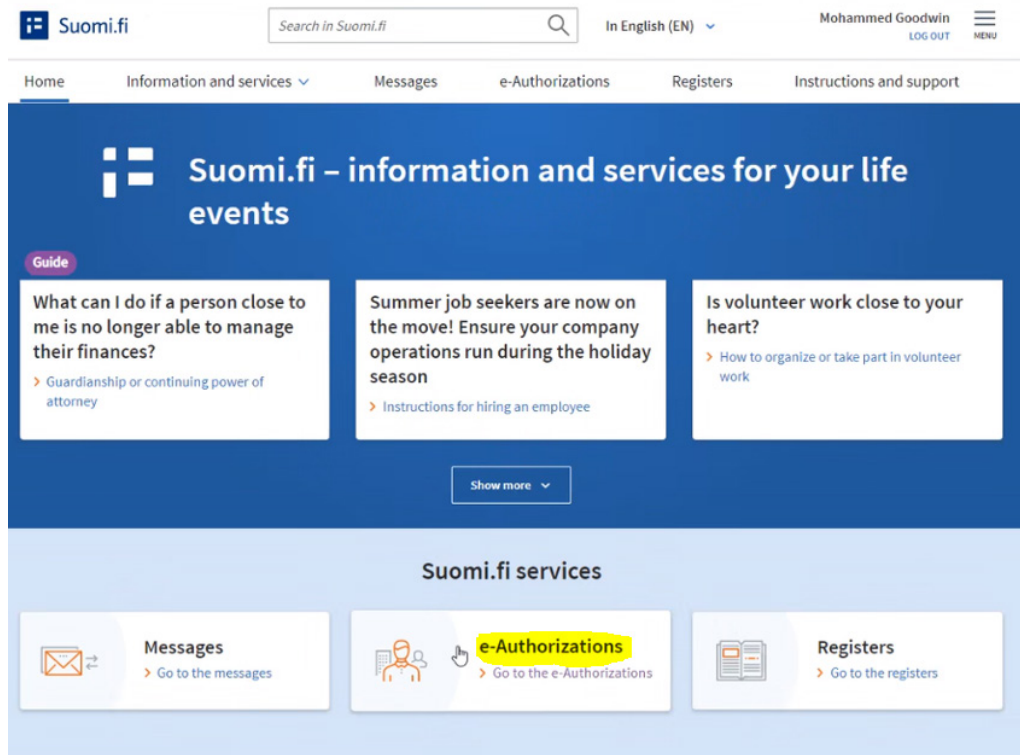 Suomi.fi
Search in Suomi.fi
In English (EN)
Mohammed Goodwin
LOG OUT
MENU
Home
Information and services
Messages
e-Authorizations
Registers
Instructions and support
Suomi.fi – information and services for your life
events
Guide
What can I do if a person close to
me is no longer able to manage
their finances?
Guardianship or continuing power of
attorney
Summer job seekers are now on
the move! Ensure your company
operations run during the holiday
season
Instructions for hiring an employee
Is volunteer work close to your
heart?
How to organize or take part in volunteer
work
Show more
Suomi.fi services
Messages
Go to the messages
e-Authorizations
Go to the e-Authorizations
Registers
Go to the registers